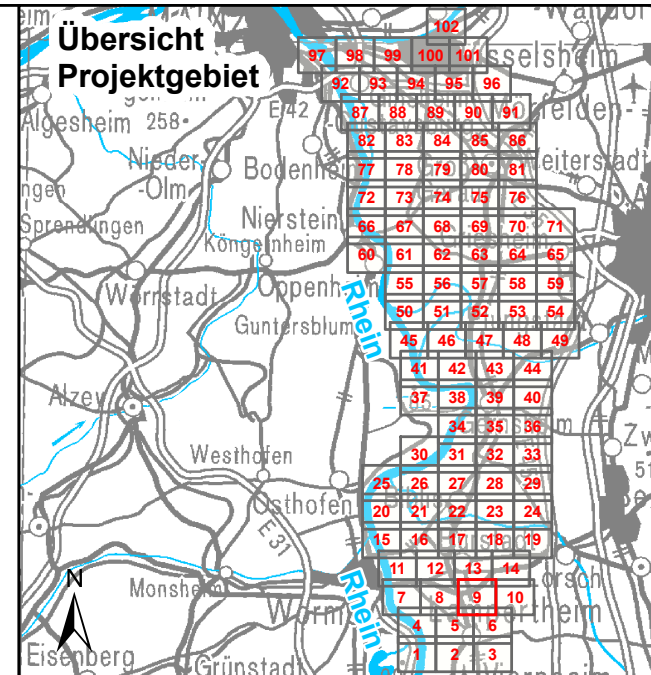 Übersicht
Projektgebiet
102
97 98 99 100 101
sselsheim
92 93 94 95 96
E 42
87 88 89 90 91
felden-
Algesheim 258
82 83 84 85 86
Nieder-
-Olm
Bodenheim
77 78 79 80 81
eiterstadt
ngen
72 73 74 75 76
Sprendlingen
Nierstein
66 67 68 69 70 71
Köngernheim
60 61 62 63 64 65
Oppenheim
Wörrstadt
55 56 57 58 59
Rhein
50 51 52 53 54
Guntersblum
45 46 47 48 49
41 42 43 44
Alzey
37 38 39 40
34 35 36
Westhofen
30 31 32 33
25 26 27 28 29
Osthofen
20 21 22 23 24
E 31
15 16 17 18 19
11 12 13 14
orsch
N
Monsheim
Rhein
Worm
7 8 9 10
4 5 6
Eisenberg
Grünstadt
1 2 3